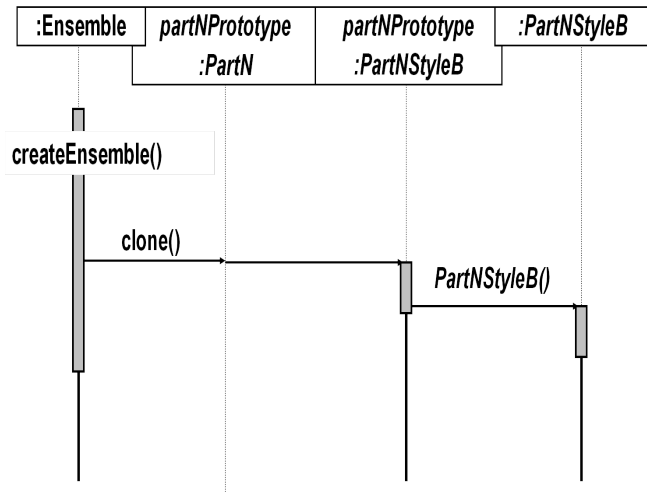 :Ensemble
partNPrototype
:PartN
partNPrototype
:PartNStyleB
:PartNStyleB
createEnsemble()
clone()
PartNStyleB()